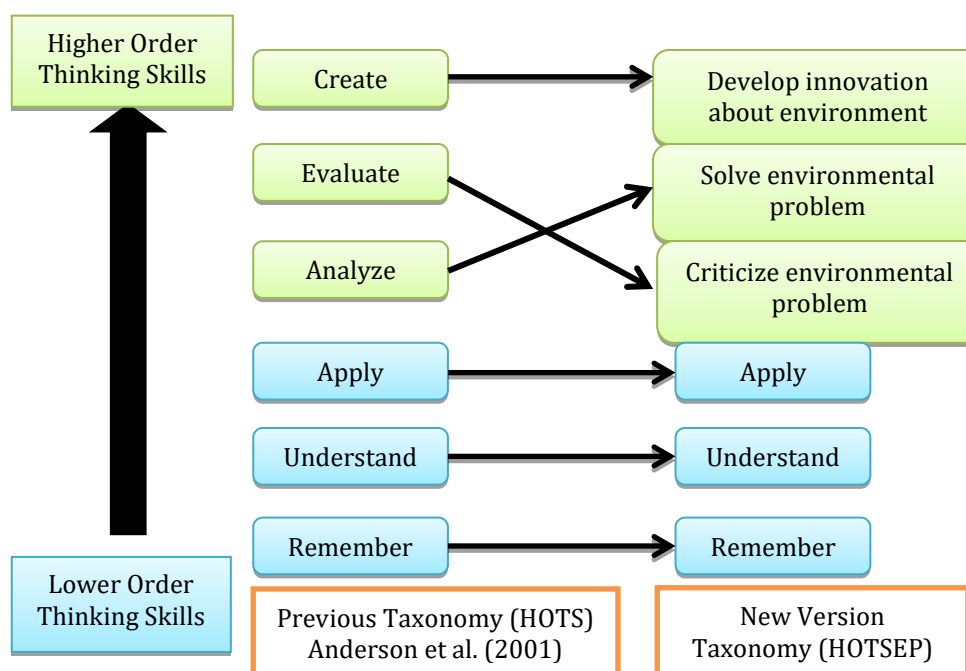 Higher Order
Thinking Skills
Create
Develop innovation
about environment
Evaluate
Solve environmental
problem
Analyze
Criticize environmental
problem
Apply
Apply
Understand
Understand
Remember
Remember
Lower Order
Thinking Skills
Previous Taxonomy (HOTS)
Anderson et al. (2001)
New Version
Taxonomy (HOTSEP)